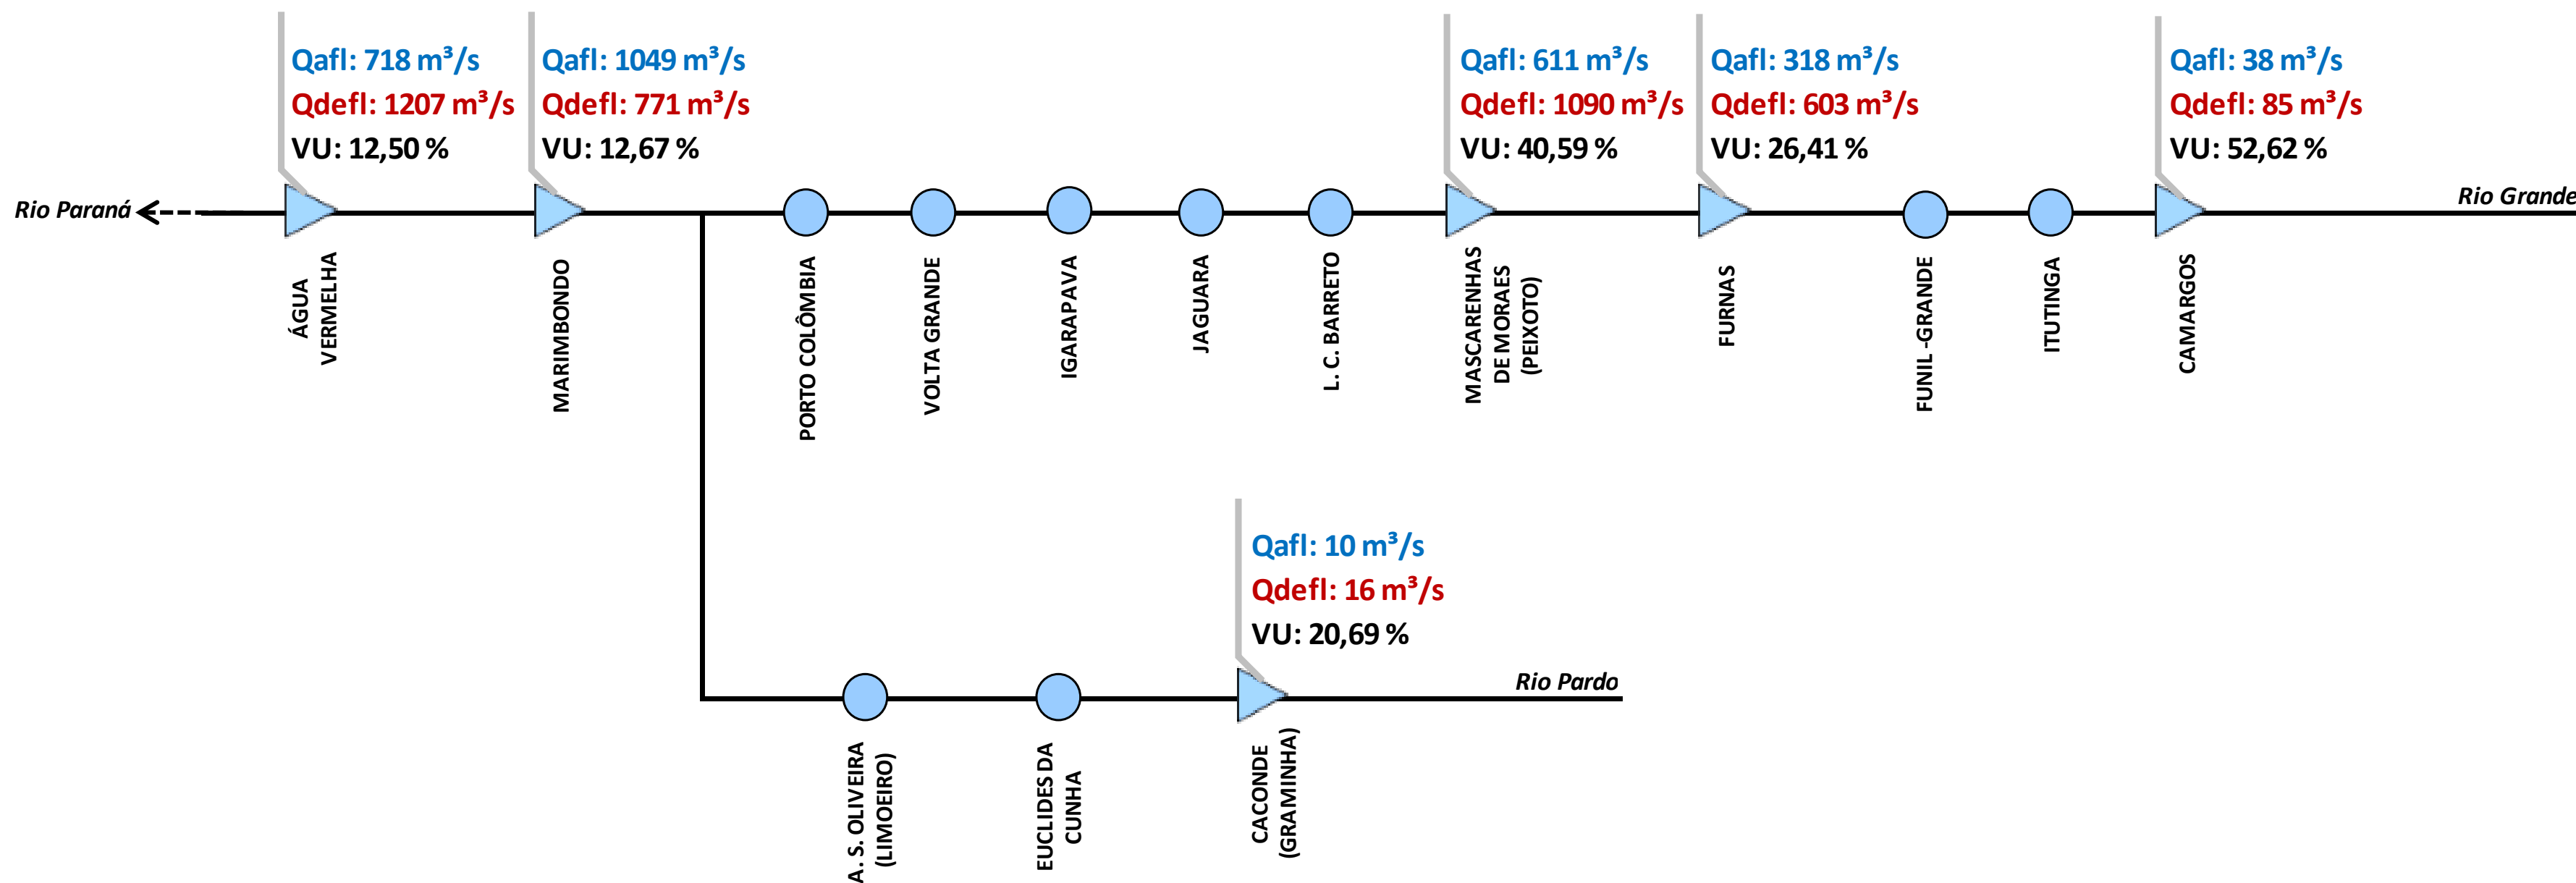 Qafl: 718 m³/s
Qdefl: 1207 m³/s
VU: 12,50 %
Qafl: 1049 m³/s
Qdefl: 771 m³/s
VU: 12,67 %
Qafl: 611 m³/s
Qdefl: 1090 m³/s
VU: 40,59 %
Qafl: 318 m³/s
Qdefl: 603 m³/s
VU: 26,41 %
Qafl: 38 m³/s
Qdefl: 85 m³/s
VU: 52,62 %
Rio Paraná
Rio Grande
ÁGUA
VERMELHA
MARIMBONDO
PORTO COLÔMBIA
VOLTA GRANDE
IGARAPAVA
JAGUARA
L. C. BARRETO
MASCARENHAS
DE MORAES
(PEIXOTO)
FURNAS
FUNIL -GRANDE
ITUTINGA
CAMARGOS
Qafl: 10 m³/s
Qdefl: 16 m³/s
VU: 20,69 %
Rio Pardo
A. S. OLIVEIRA
(LIMOEIRO)
EUCLIDES DA
CUNHA
CACONDE
(GRAMINHA)